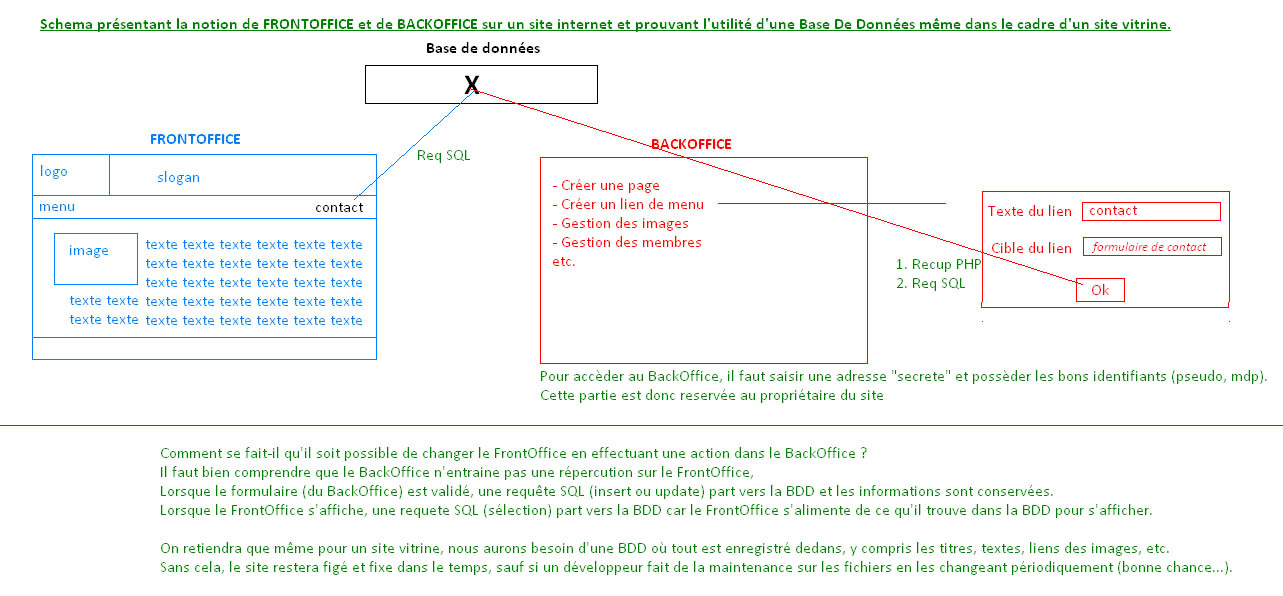 Schema présentant la notion de FRONTOFFICE et de BACKOFFICE sur un site internet et prouvant l'utilité d'une Base De Données même dans le cadre d'un site vitrine.
Base de données
X
FRONTOFFICE
logo
slogan
menu
contact
image
texte texte texte texte texte texte
texte texte texte texte texte texte
texte texte texte texte texte texte
texte texte texte texte texte texte texte texte
texte texte texte texte texte texte texte texte
Req SQL
BACKOFFICE
- Créer une page
- Créer un lien de menu
- Gestion des images
- Gestion des membres
etc.
1. Recup PHP
2. Req SQL
Texte du lien contact
Cible du lien formulaire de contact
Ok
Pour accèder au BackOffice, il faut saisir une adresse "secrete" et possèder les bons identifiants (pseudo, mdp).
Cette partie est donc reservée au propriétaire du site
Comment se fait-il qu'il soit possible de changer le FrontOffice en effectuant une action dans le BackOffice ?
Il faut bien comprendre que le BackOffice n'entraine pas une répercution sur le FrontOffice,
Lorsque le formulaire (du BackOffice) est validé, une requête SQL (insert ou update) part vers la BDD et les informations sont conservées.
Lorsque le FrontOffice s'affiche, une requete SQL (sélection) part vers la BDD car le FrontOffice s'alimente de ce qu'il trouve dans la BDD pour s'afficher.
On retiendra que même pour un site vitrine, nous aurons besoin d'une BDD où tout est enregistré dedans, y compris les titres, textes, liens des images, etc.
Sans cela, le site restera figé et fixe dans le temps, sauf si un développeur fait de la maintenance sur les fichiers en les changeant périodiquement (bonne chance...).